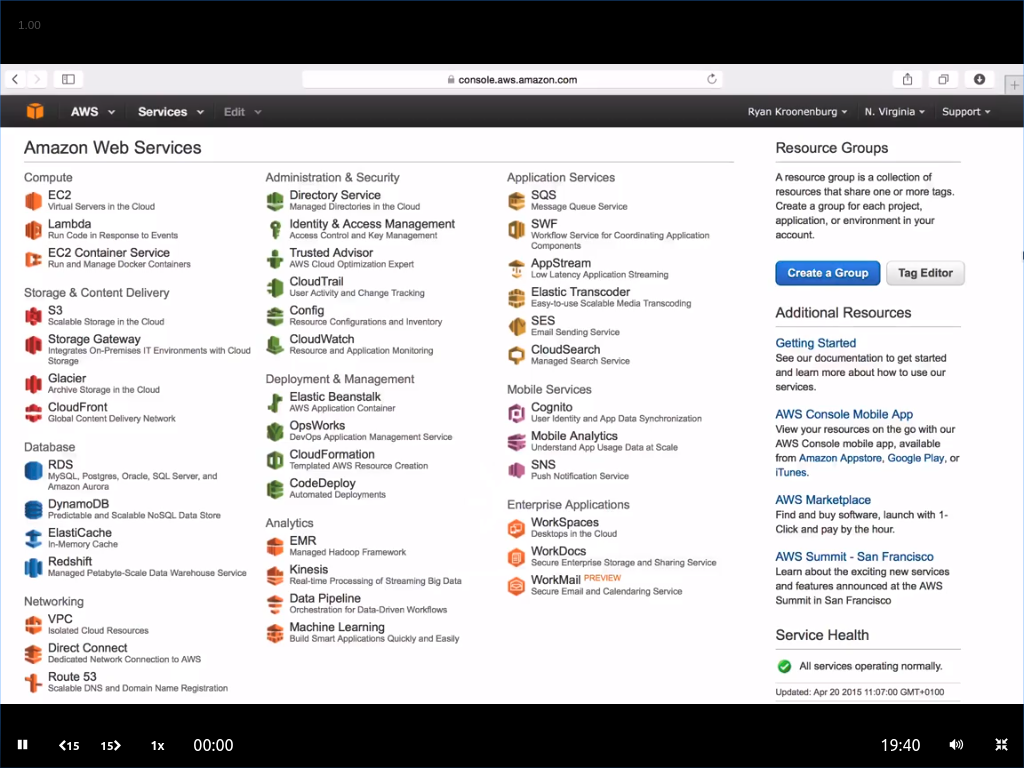 1.00
console.aws.amazon.com
AWS Services Edit Ryan Kroonenburg N. Virginia Support
Amazon Web Services
Compute
EC2
Virtual Servers in the Cloud
Lambda
Run Code in Response to Events
EC2 Container Service
Run and Manage Docker Containers
Storage & Content Delivery
S3
Scalable Storage in the Cloud
Storage Gateway
Integrates On-Premises IT Environments with Cloud
Storage
Glacier
Archive Storage in the Cloud
CloudFront
Global Content Delivery Network
Database
RDS
MySQL, Postgres, Oracle, SQL Server, and
Amazon Aurora
DynamoDB
Predictable and Scalable NoSQL Data Store
ElastiCache
In-Memory Cache
Redshift
Managed Petabyte-Scale Data Warehouse Service
Networking
VPC
Isolated Cloud Resources
Direct Connect
Dedicated Network Connection to AWS
Route 53
Scalable DNS and Domain Name Registration
Administration & Security
Directory Service
Managed Directories in the Cloud
Identity & Access Management
Access Control and Key Management
Trusted Advisor
AWS Cloud Optimization Expert
CloudTrail
User Activity and Change Tracking
Config
Resource Configurations and Inventory
CloudWatch
Resource and Application Monitoring
Deployment & Management
Elastic Beanstalk
AWS Application Container
OpsWorks
DevOps Application Management Service
CloudFormation
Templated AWS Resource Creation
CodeDeploy
Automated Deployments
Analytics
EMR
Managed Hadoop Framework
Kinesis
Real-time Processing of Streaming Big Data
Data Pipeline
Orchestration for Data-Driven Workflows
Machine Learning
Build Smart Applications Quickly and Easily
Application Services
SQS
Message Queue Service
SWF
Workflow Service for Coordinating Application
Components
AppStream
Low Latency Application Streaming
Elastic Transcoder
Easy-to-use Scalable Media Transcoding
SES
Email Sending Service
CloudSearch
Managed Search Service
Mobile Services
Cognito
User Identity and App Data Synchronization
Mobile Analytics
Understand App Usage Data at Scale
SNS
Push Notification Service
Enterprise Applications
WorkSpaces
Desktops in the Cloud
WorkDocs
Secure Enterprise Storage and Sharing Service
WorkMail PREVIEW
Secure Email and Calendaring Service
Resource Groups
A resource group is a collection of
resources that share one or more tags.
Create a group for each project,
application, or environment in your
account.
Create a Group Tag Editor
Additional Resources
Getting Started
See our documentation to get started
and learn more about how to use our
services.
AWS Console Mobile App
View your resources on the go with our
AWS Console mobile app, available
from Amazon Appstore, Google Play, or
iTunes.
AWS Marketplace
Find and buy software, launch with 1-
Click and pay by the hour.
AWS Summit - San Francisco
Learn about the exciting new services
and features announced at the AWS
Summit in San Francisco
Service Health
All services operating normally.
Updated: Apr 20 2015 11:07:00 GMT+0100
15 15 1x 00:00 19:40